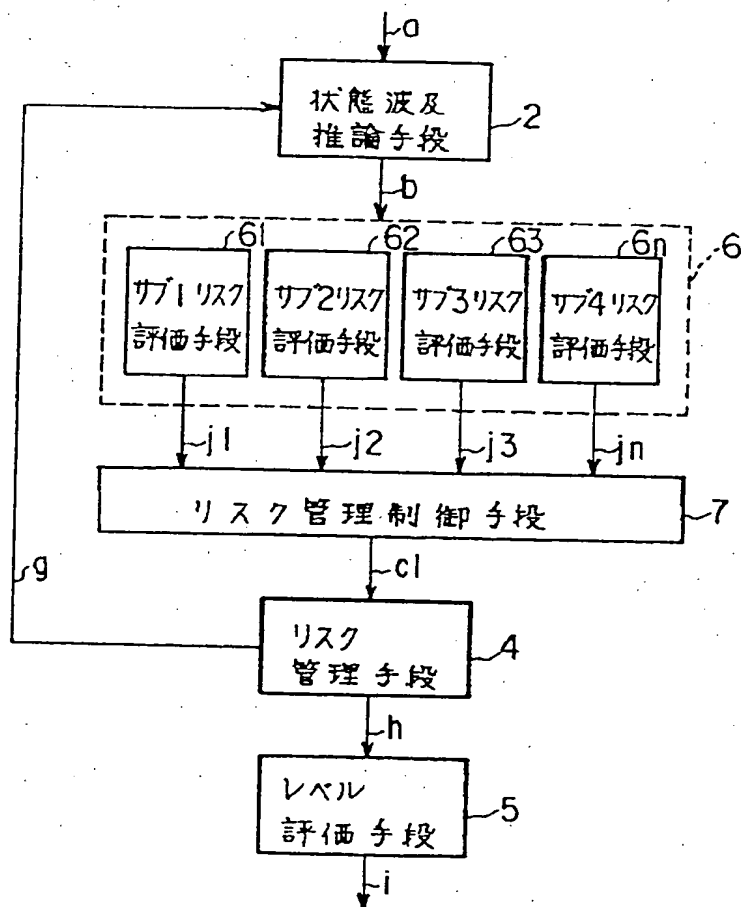 a
状態波及
推論手段
2
b
61
62
63
6n
6
サブ1リスク
評価手段
サブ2リスク
評価手段
サブ3リスク
評価手段
サブ4リスク
評価手段
j1
j2
j3
jn
リスク管理制御手段
7
g
c1
リスク
管理手段
4
h
レベル
評価手段
5
i